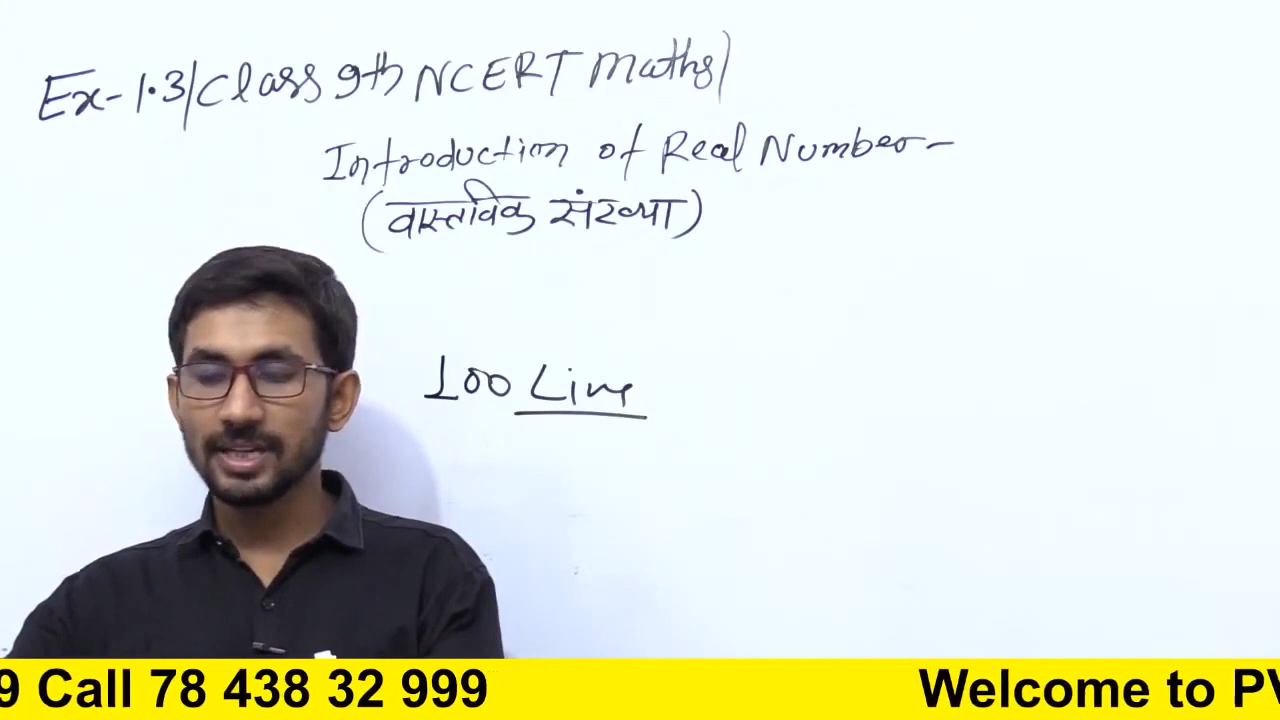 Ex-1.3/Class 9th NCERT Maths/
Introduction of Real Number-
(वास्तविक संख्या)
100 Line
9 Call 78 438 32 999
Welcome to PV